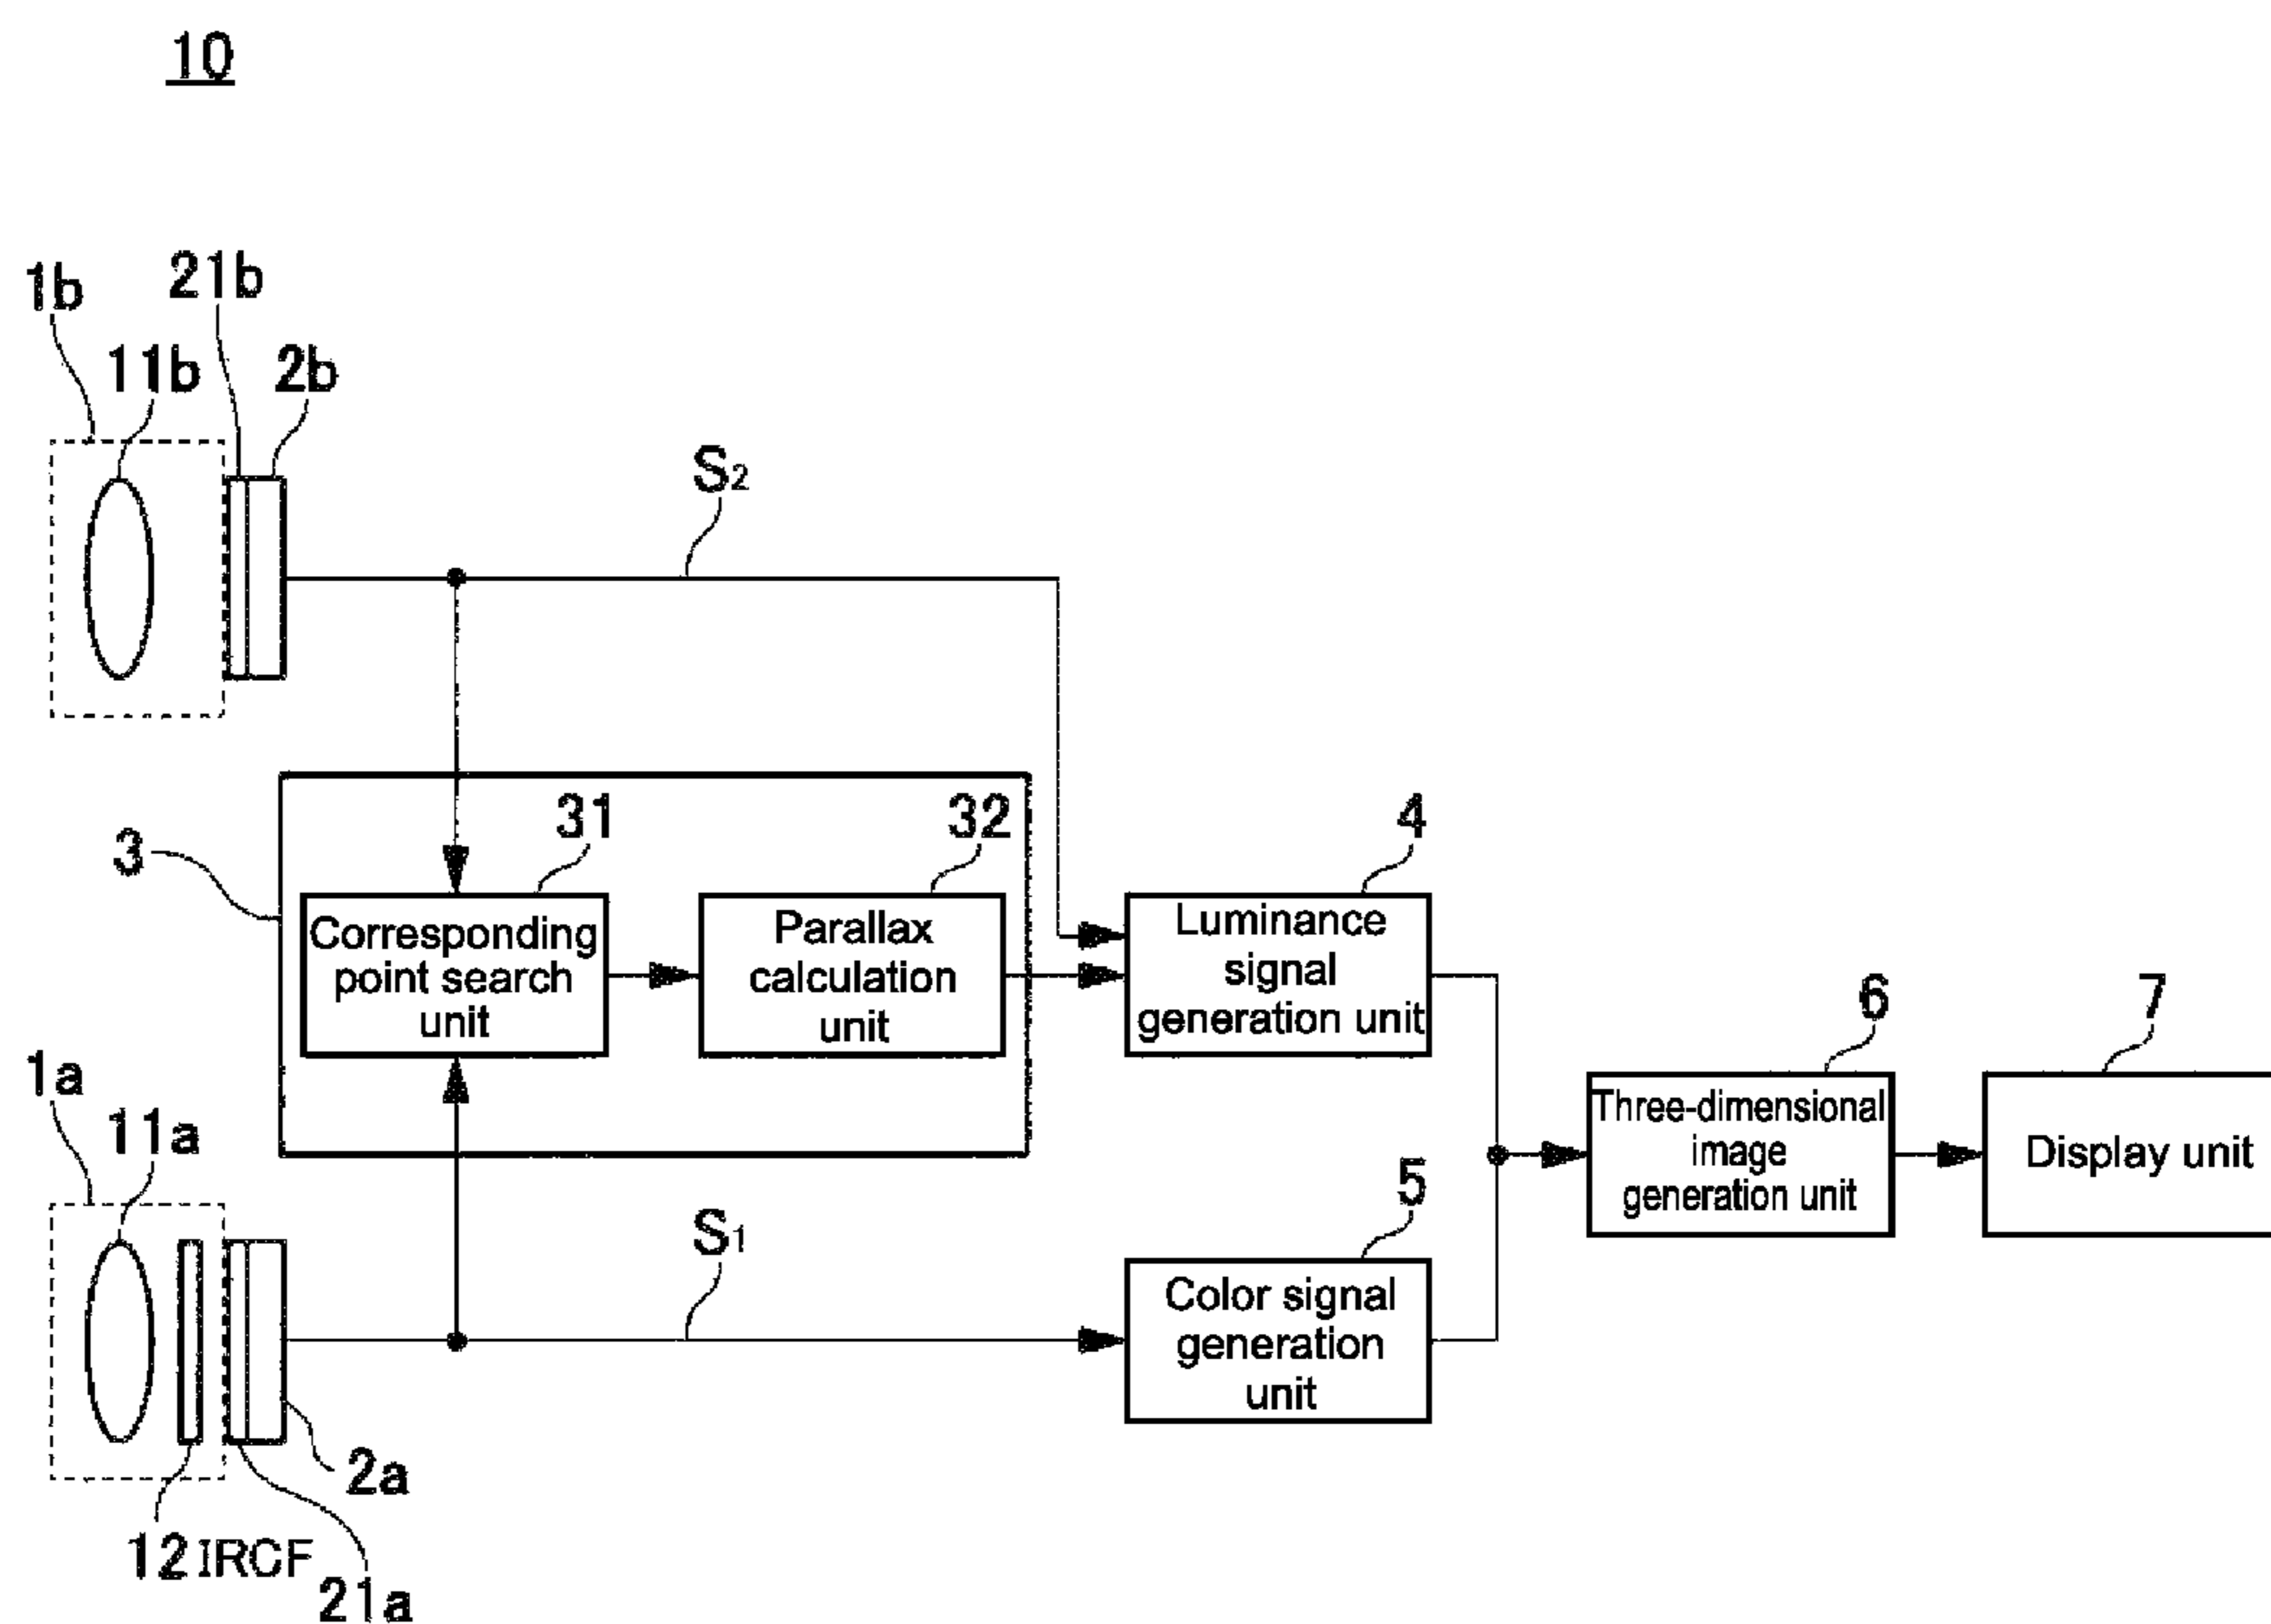 10
1b
21b
11b
2b
S2
3
31
32
4
Corresponding
point search
unit
Parallax
calculation
unit
Luminance
signal
generation unit
6
7
1a
11a
Three-dimensional
image
generation unit
Display unit
S1
5
Color signal
generation
unit
2a
12 IRCF
21a